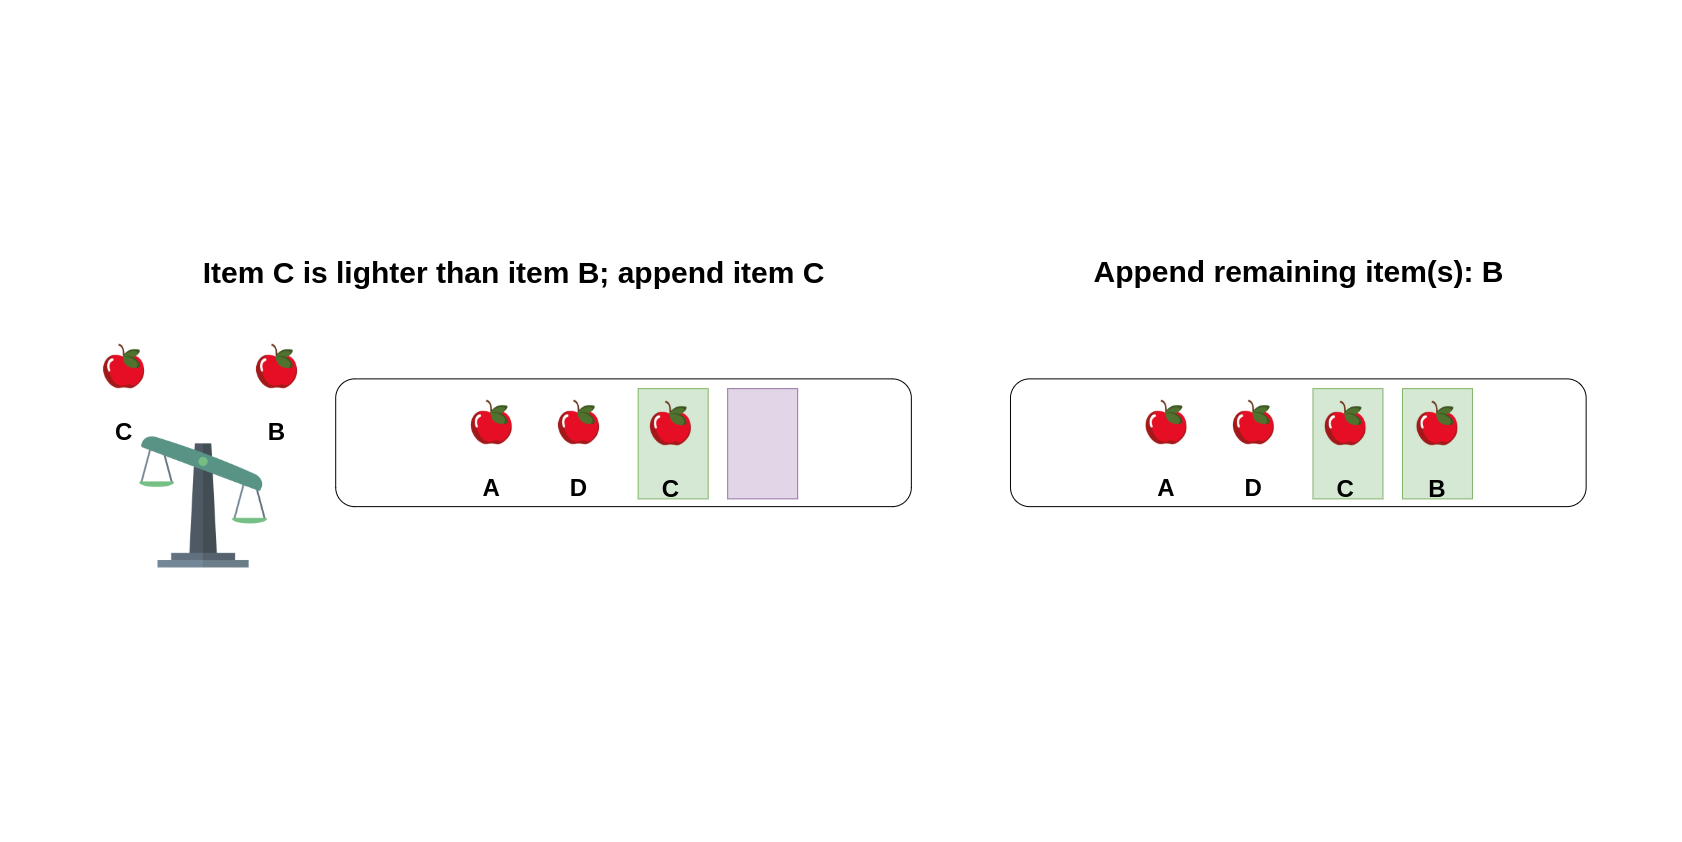 Item C is lighter than item B; append item C
C B
A D C
Append remaining item(s): B
A D C B